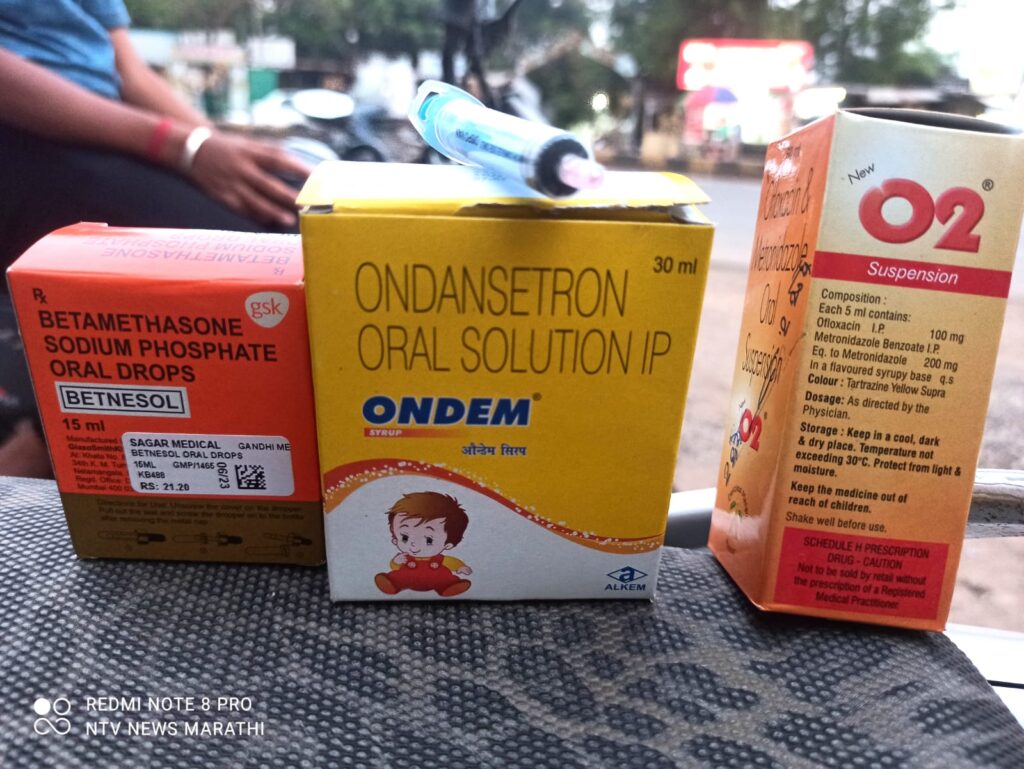 BETAMETHASONE
SODIUM PHOSPHATE
℞
BETAMETHASONE
SODIUM PHOSPHATE
ORAL DROPS
gsk
BETNESOL
15 ml
SAGAR MEDICAL GANDHI ME
BETNESOL ORAL DROPS
15ML GMP/1465
KB486
06/23
RS: 21.20
30 ml
ONDANSETRON
ORAL SOLUTION IP
ONDEM®
SYRUP
औन्डेम सिरप
ALKEM
Ofloxacin &
Metronidazole
Oral
Suspension
O2
New
O2®
Suspension
Composition :
Each 5 ml contains:
Ofloxacin I.P. 100 mg
Metronidazole Benzoate I.P.
Eq. to Metronidazole 200 mg
In a flavoured syrupy base q.s
Colour : Tartrazine Yellow Supra
Dosage: As directed by the
Physician.
Storage : Keep in a cool, dark
& dry place. Temperature not
exceeding 30°C. Protect from light &
moisture.
Keep the medicine out of
reach of children.
Shake well before use.
SCHEDULE H PRESCRIPTION
DRUG - CAUTION
Not to be sold by retail without
the prescription of a Registered
Medical Practitioner
REDMI NOTE 8 PRO
NTV NEWS MARATHI